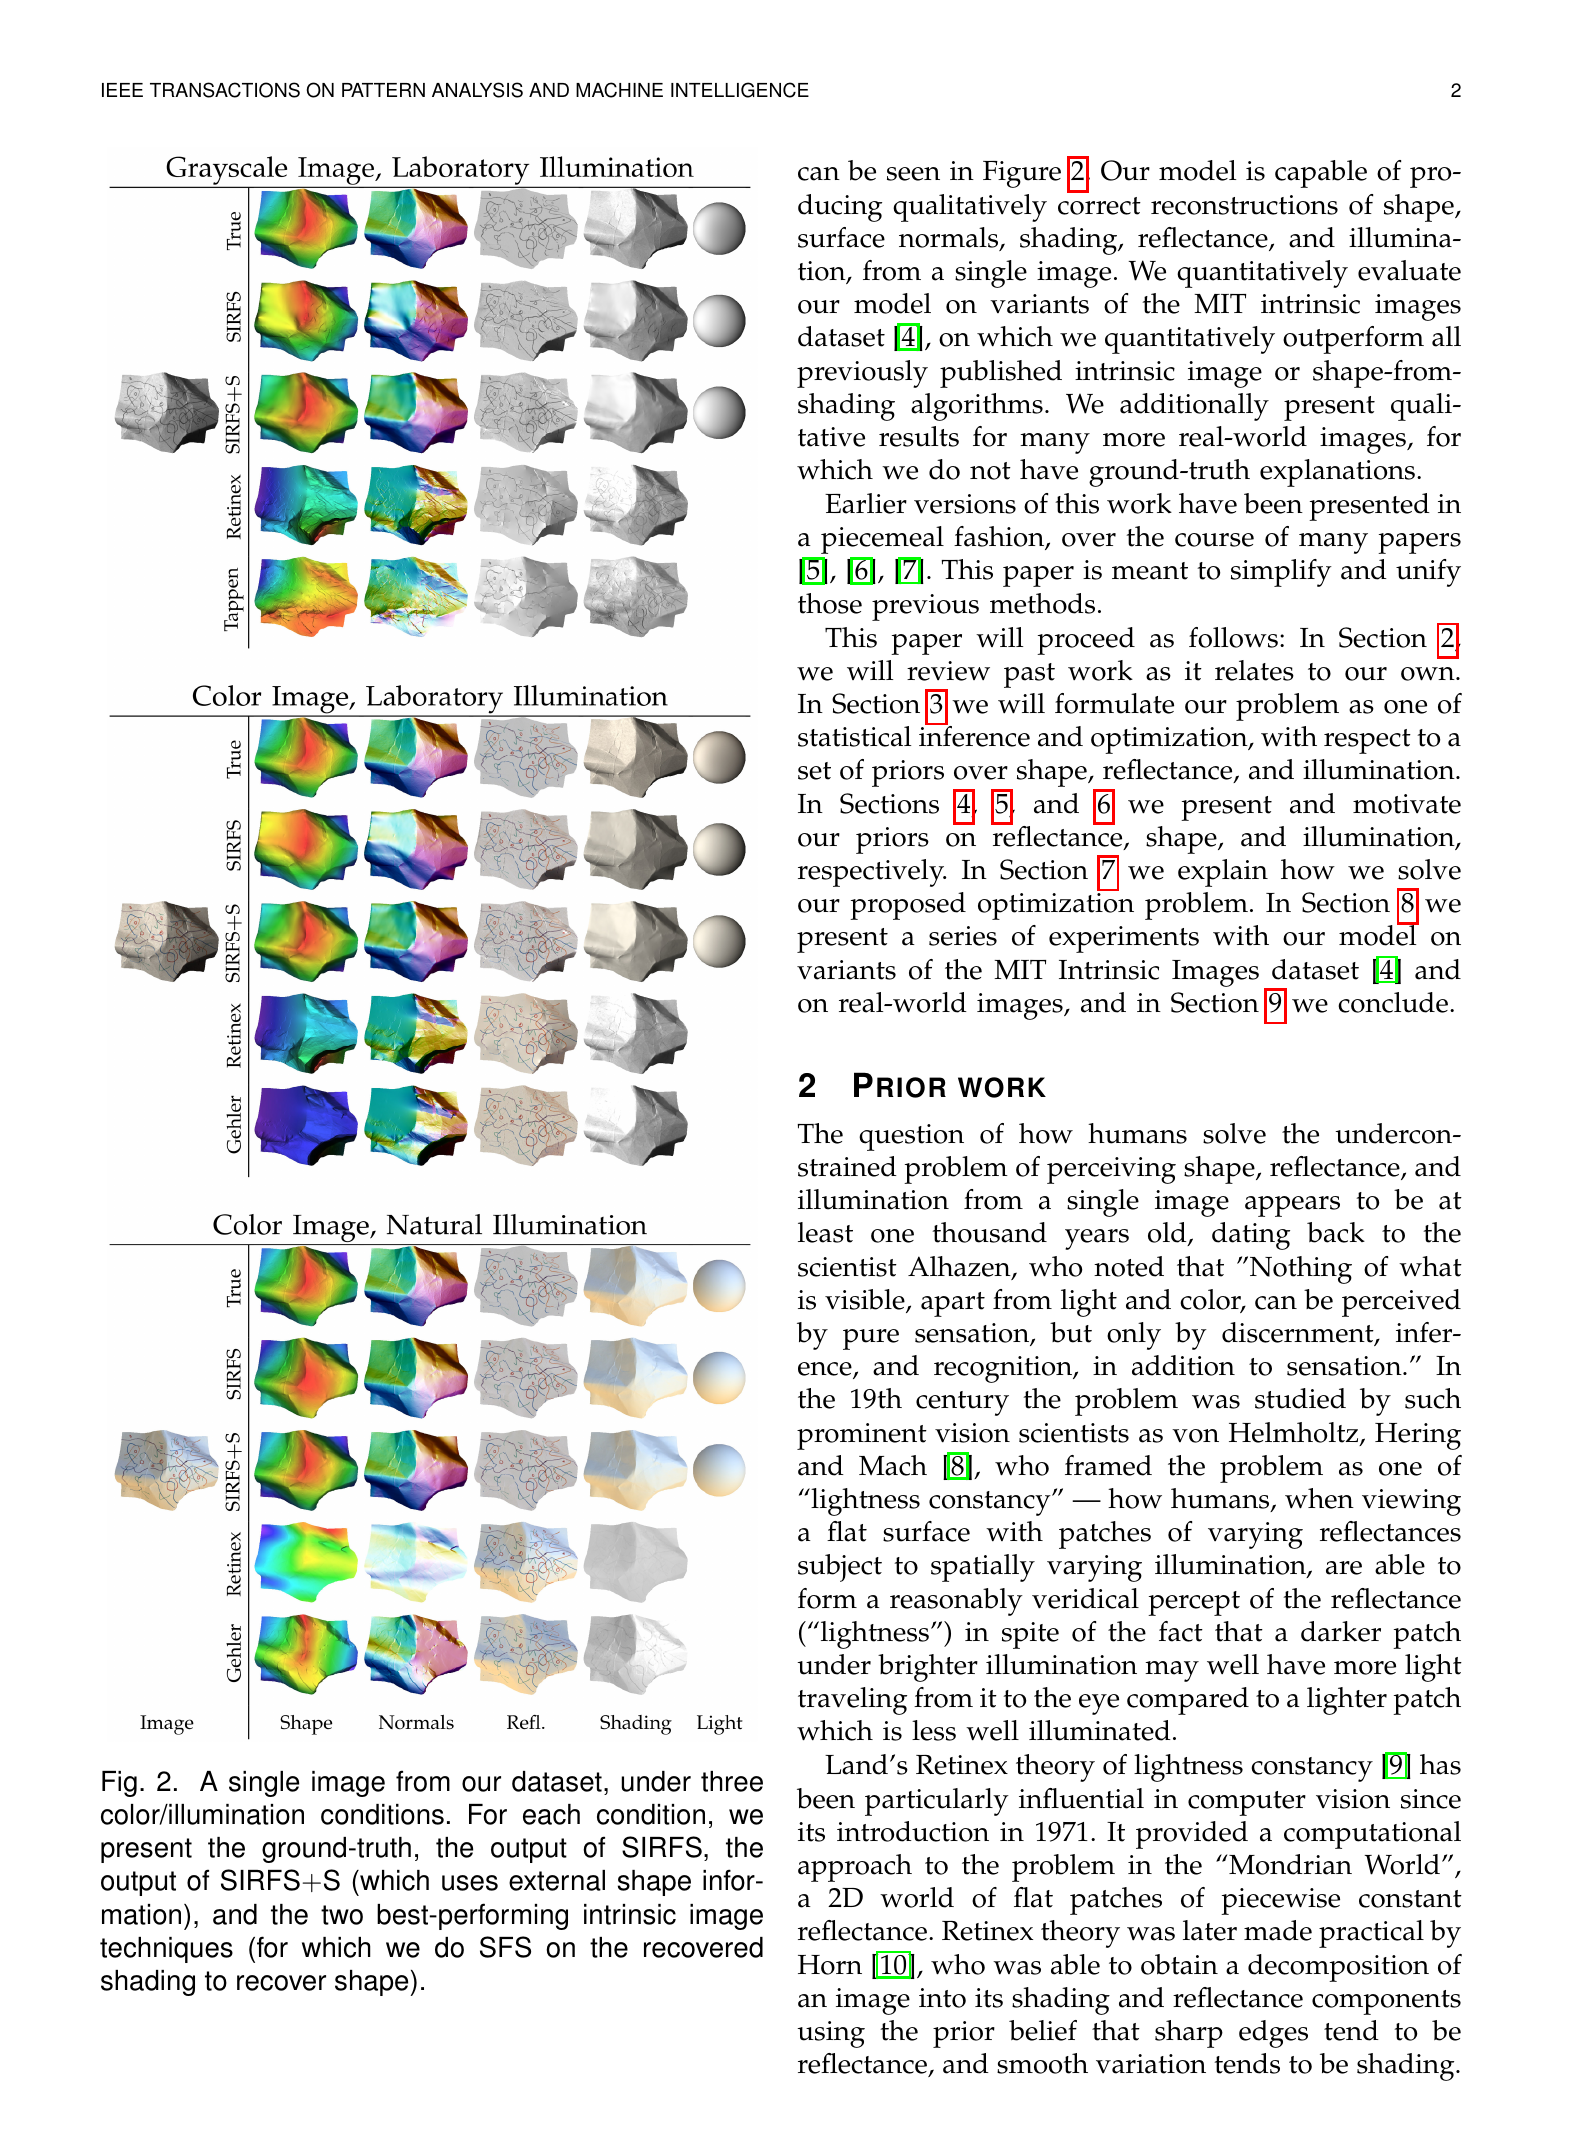 IEEE TRANSACTIONS ON PATTERN ANALYSIS AND MACHINE INTELLIGENCE 2
Grayscale Image, Laboratory Illumination
True
SIRFS
SIRFS+S
Retinex
Tappen
Color Image, Laboratory Illumination
True
SIRFS
SIRFS+S
Retinex
Gehler
Color Image, Natural Illumination
True
SIRFS
SIRFS+S
Retinex
Gehler
Image Shape Normals Refl. Shading Light
Fig. 2. A single image from our dataset, under three
color/illumination conditions. For each condition, we
present the ground-truth, the output of SIRFS, the
output of SIRFS+S (which uses external shape infor-
mation), and the two best-performing intrinsic image
techniques (for which we do SFS on the recovered
shading to recover shape).
can be seen in Figure 2. Our model is capable of pro-
ducing qualitatively correct reconstructions of shape,
surface normals, shading, reflectance, and illumina-
tion, from a single image. We quantitatively evaluate
our model on variants of the MIT intrinsic images
dataset [4], on which we quantitatively outperform all
previously published intrinsic image or shape-from-
shading algorithms. We additionally present quali-
tative results for many more real-world images, for
which we do not have ground-truth explanations.
Earlier versions of this work have been presented in
a piecemeal fashion, over the course of many papers
[5], [6], [7]. This paper is meant to simplify and unify
those previous methods.
This paper will proceed as follows: In Section 2,
we will review past work as it relates to our own.
In Section 3 we will formulate our problem as one of
statistical inference and optimization, with respect to a
set of priors over shape, reflectance, and illumination.
In Sections 4, 5, and 6 we present and motivate
our priors on reflectance, shape, and illumination,
respectively. In Section 7 we explain how we solve
our proposed optimization problem. In Section 8 we
present a series of experiments with our model on
variants of the MIT Intrinsic Images dataset [4] and
on real-world images, and in Section 9 we conclude.
2 PRIOR WORK
The question of how humans solve the undercon-
strained problem of perceiving shape, reflectance, and
illumination from a single image appears to be at
least one thousand years old, dating back to the
scientist Alhazen, who noted that ”Nothing of what
is visible, apart from light and color, can be perceived
by pure sensation, but only by discernment, infer-
ence, and recognition, in addition to sensation.” In
the 19th century the problem was studied by such
prominent vision scientists as von Helmholtz, Hering
and Mach [8], who framed the problem as one of
“lightness constancy” — how humans, when viewing
a flat surface with patches of varying reflectances
subject to spatially varying illumination, are able to
form a reasonably veridical percept of the reflectance
(“lightness”) in spite of the fact that a darker patch
under brighter illumination may well have more light
traveling from it to the eye compared to a lighter patch
which is less well illuminated.
Land’s Retinex theory of lightness constancy [9] has
been particularly influential in computer vision since
its introduction in 1971. It provided a computational
approach to the problem in the “Mondrian World”,
a 2D world of flat patches of piecewise constant
reflectance. Retinex theory was later made practical by
Horn [10], who was able to obtain a decomposition of
an image into its shading and reflectance components
using the prior belief that sharp edges tend to be
reflectance, and smooth variation tends to be shading.